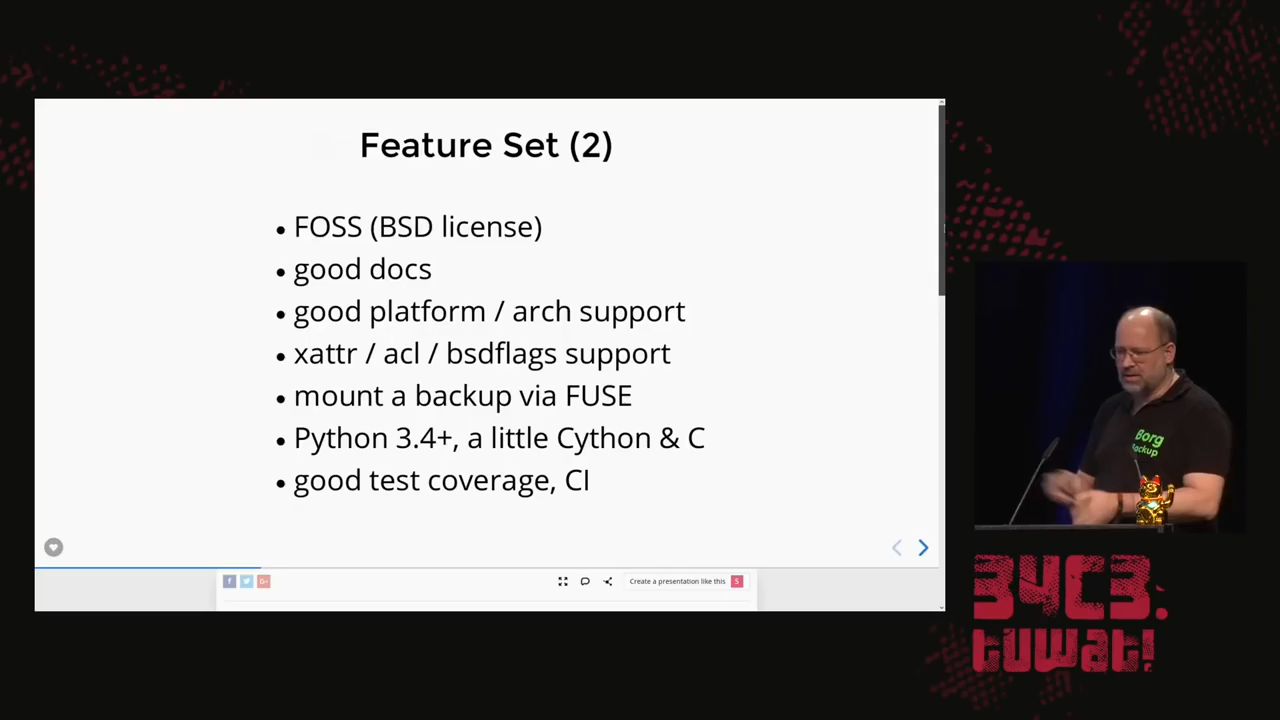 Feature Set (2)
• FOSS (BSD license)
• good docs
• good platform / arch support
• xattr / acl / bsdflags support
• mount a backup via FUSE
• Python 3.4+, a little Cython & C
• good test coverage, CI
Create a presentation like this
S
Borg
Backup
34C3.
tuwat!